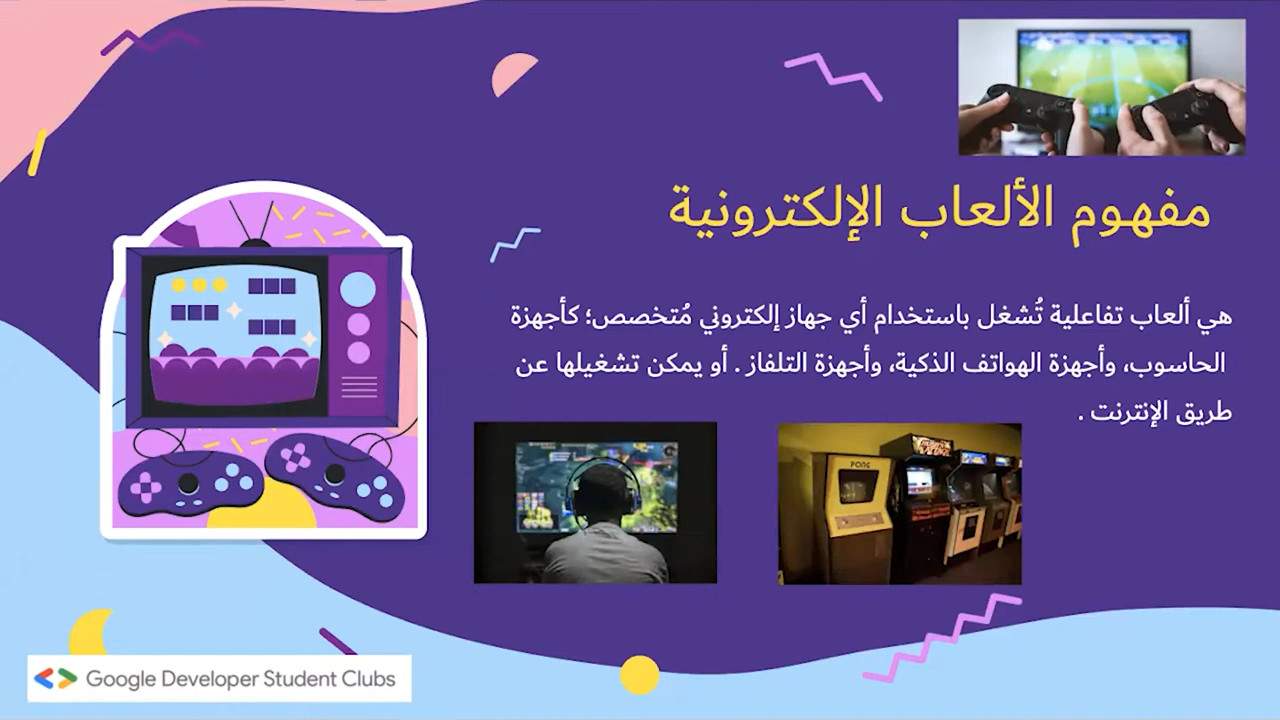 مفهوم الألعاب الإلكترونية
هي ألعاب تفاعلية تُشغل باستخدام أي جهاز إلكتروني مُتخصص؛ كأجهزة
الحاسوب، وأجهزة الهواتف الذكية، وأجهزة التلفاز . أو يمكن تشغيلها عن
طريق الإنترنت .
PONG
Google Developer Student Clubs